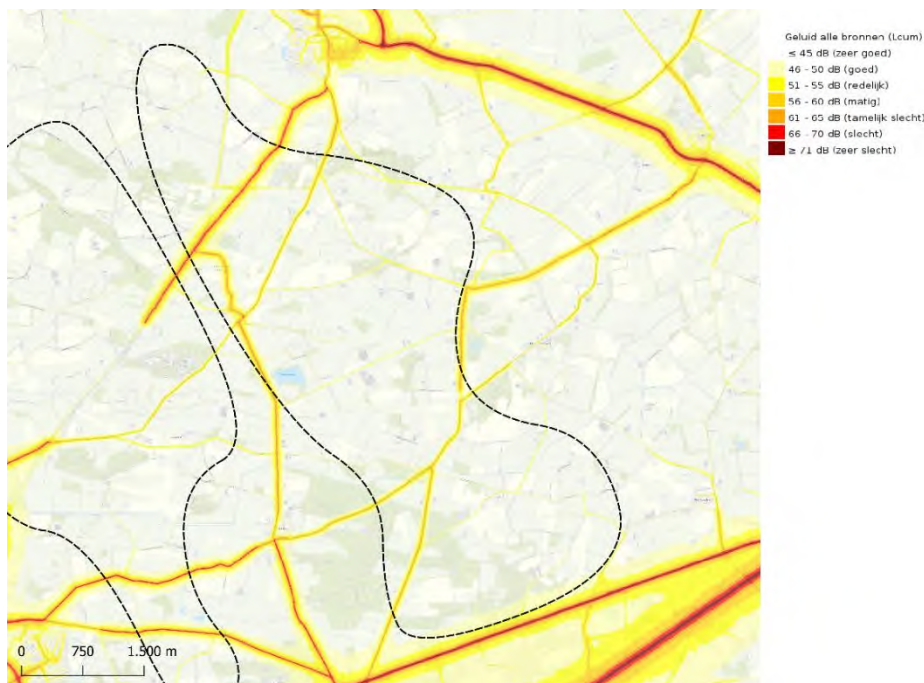 Geluid alle bronnen (Lcum)
≤ 45 dB (zeer goed)
46 - 50 dB (goed)
51 - 55 dB (redelijk)
56 - 60 dB (matig)
61 - 65 dB (tamelijk slecht)
66 - 70 dB (slecht)
≥ 71 dB (zeer slecht)
0 750 1.500 m